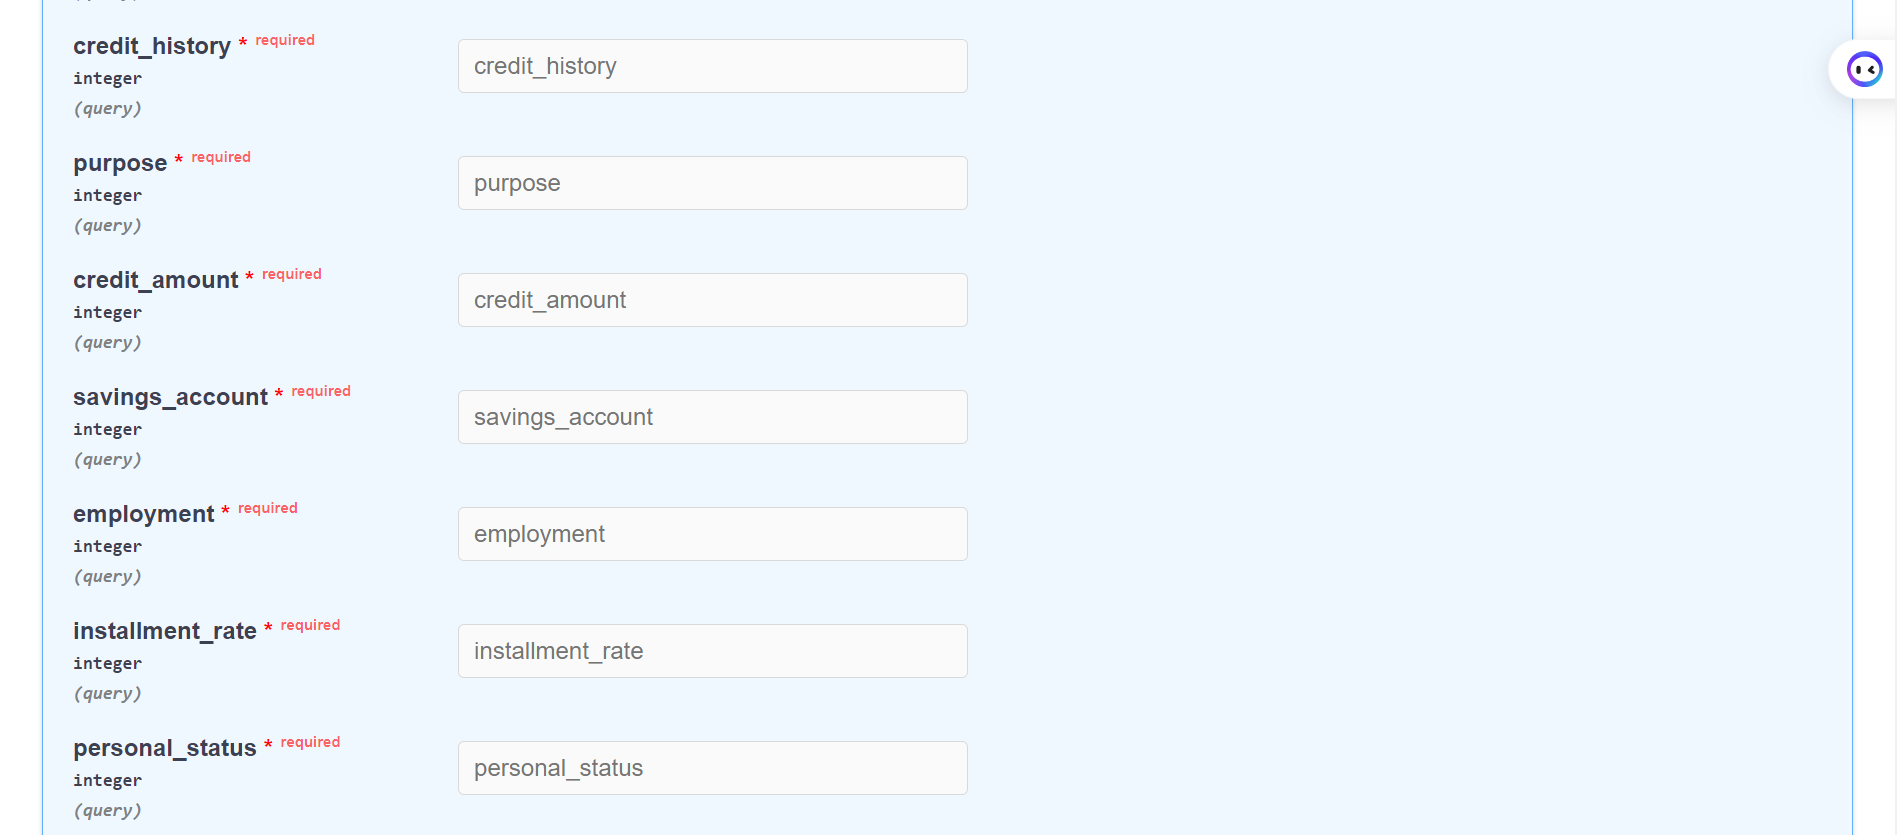 credit_history * required
integer
(query)
credit_history
purpose * required
integer
(query)
purpose
credit_amount * required
integer
(query)
credit_amount
savings_account * required
integer
(query)
savings_account
employment * required
integer
(query)
employment
installment_rate * required
integer
(query)
installment_rate
personal_status * required
integer
(query)
personal_status